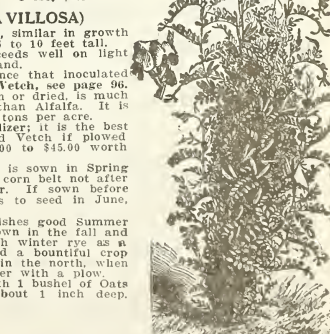 VILLOSA)
, similar in growth
to 10 feet tall.
ceeds well on light
and.
nce that inoculated
Vetch, see page 96.
n or dried, is much
than Alfalfa. It is
tons per acre.
lizer; it is the best
d Vetch if plowed
00 to $45.00 worth
is sown in Spring
corn belt not after
r. If sown before
s to seed in June,
ishes good Summer
own in the fall and
h winter rye as a
d a bountiful crop
in the north, when
er with a plow.
th 1 bushel of Oats
bout 1 inch deep.